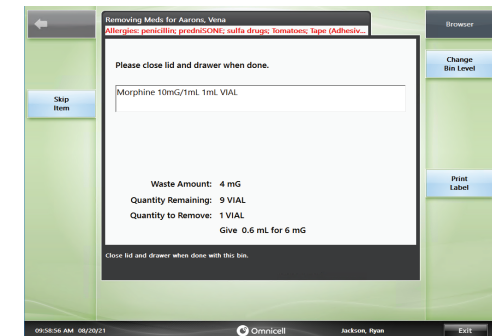 Removing Meds for Aarons, Vena
Browser
Allergies: penicillin; predniSONE; sulfa drugs; Tomatoes; Tape (Adhesiv...
Please close lid and drawer when done.
Change
Bin Level
Morphine 10mG/1mL 1mL VIAL
Skip
Item
Waste Amount: 4 mG
Print
Label
Quantity Remaining: 9 VIAL
Quantity to Remove: 1 VIAL
Give 0.6 mL for 6 mG
Close lid and drawer when done with this bin.
09:58:56 AM 08/20/21
Omnicell
Jackson, Ryan
Exit